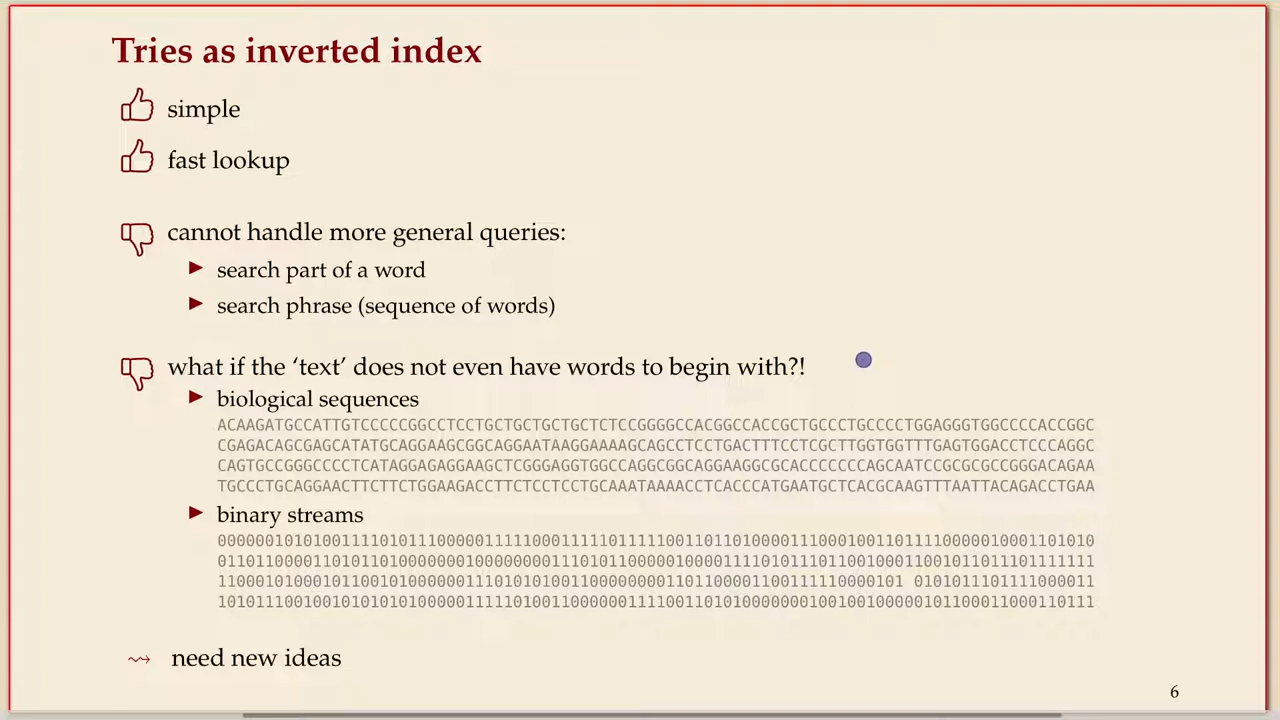 Tries as inverted index
simple
fast lookup
cannot handle more general queries:
search part of a word
search phrase (sequence of words)
what if the ‘text’ does not even have words to begin with?!
biological sequences
ACAAGATGCCATTGTCCCCCGGCCTCCTGCTGCTGCTGCTCTCCGGGGCCACGGCCACCGCTGCCCTGCCCCTGGAGGGTGGCCCCACCGGC
CGAGACAGCGAGCATATGCAGGAAGCGGCAGGAATAAGGAAAAGCAGCCTCCTGACTTTCCTCGCTTGGTGGTTTGAGTGGACCTCCCAGGC
CAGTGCCGGGCCCCTCATAGGAGAGGAAGCTCGGGAGGTGGCCAGGCGGCAGGAAGGCGCACCCCCCCAGCAATCCGCGCGCCGGGACAGAA
TGCCCTGCAGGAACTTCTTCTGGAAGACCTTCTCCTCCTGCAAATAAAACCTCACCCATGAATGCTCACGCAAGTTTAATTACAGACCTGAA
binary streams
need new ideas
6